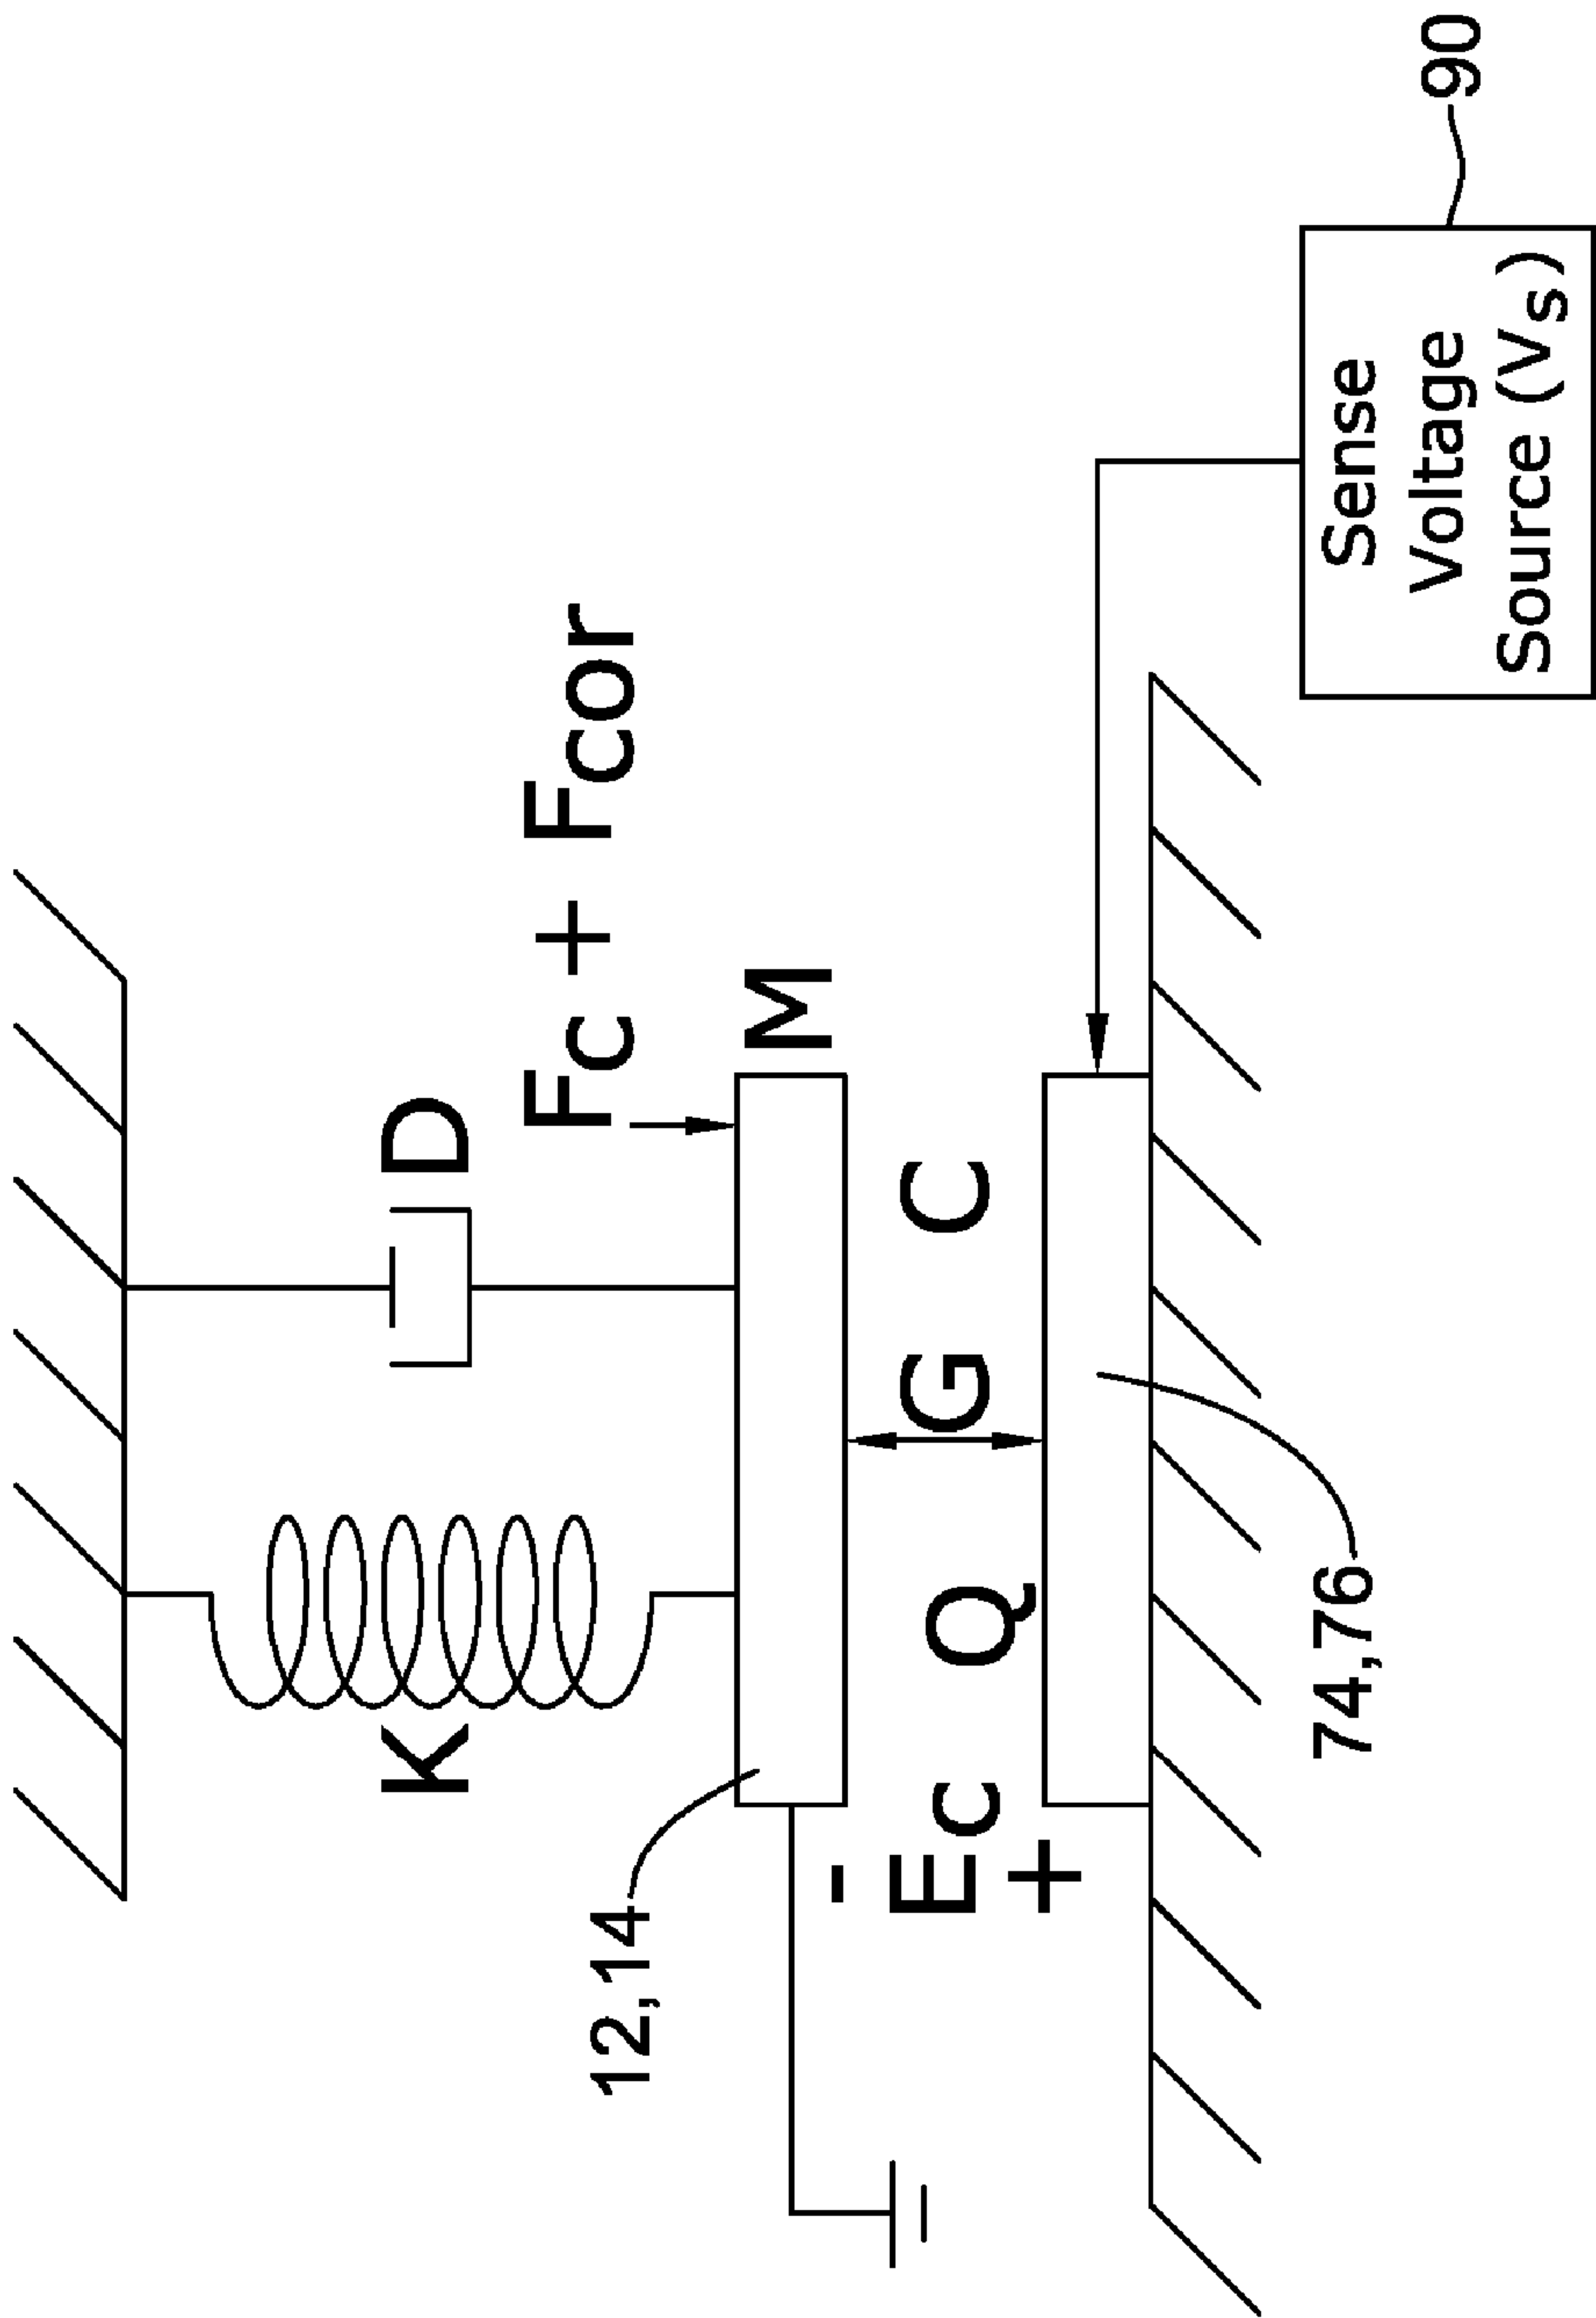 K
D
Fc + Fcor
12,14
M
-
Ec
+
Q
G
C
74,76
Sense
Voltage
Source (Vs)
90